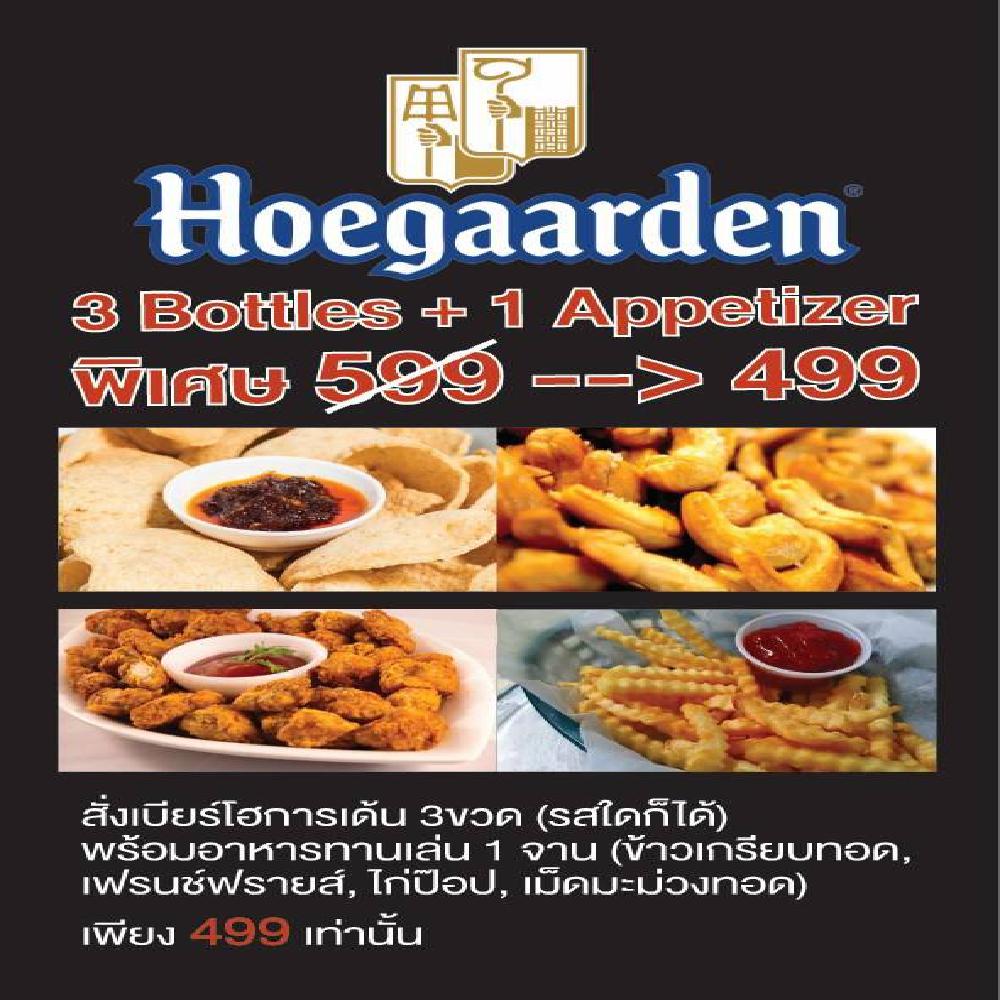 Hoegaarden®
3 Bottles + 1 Appetizer
พิเศษ 599 --> 499
สั่งเบียร์โฮการเด้น 3ขวด (รสใดก็ได้)
พร้อมอาหารทานเล่น 1 จาน (ข้าวเกรียบทอด,
เฟรนช์ฟรายส์, ไก่ป๊อป, เม็ดมะม่วงทอด)
เพียง 499 เท่านั้น